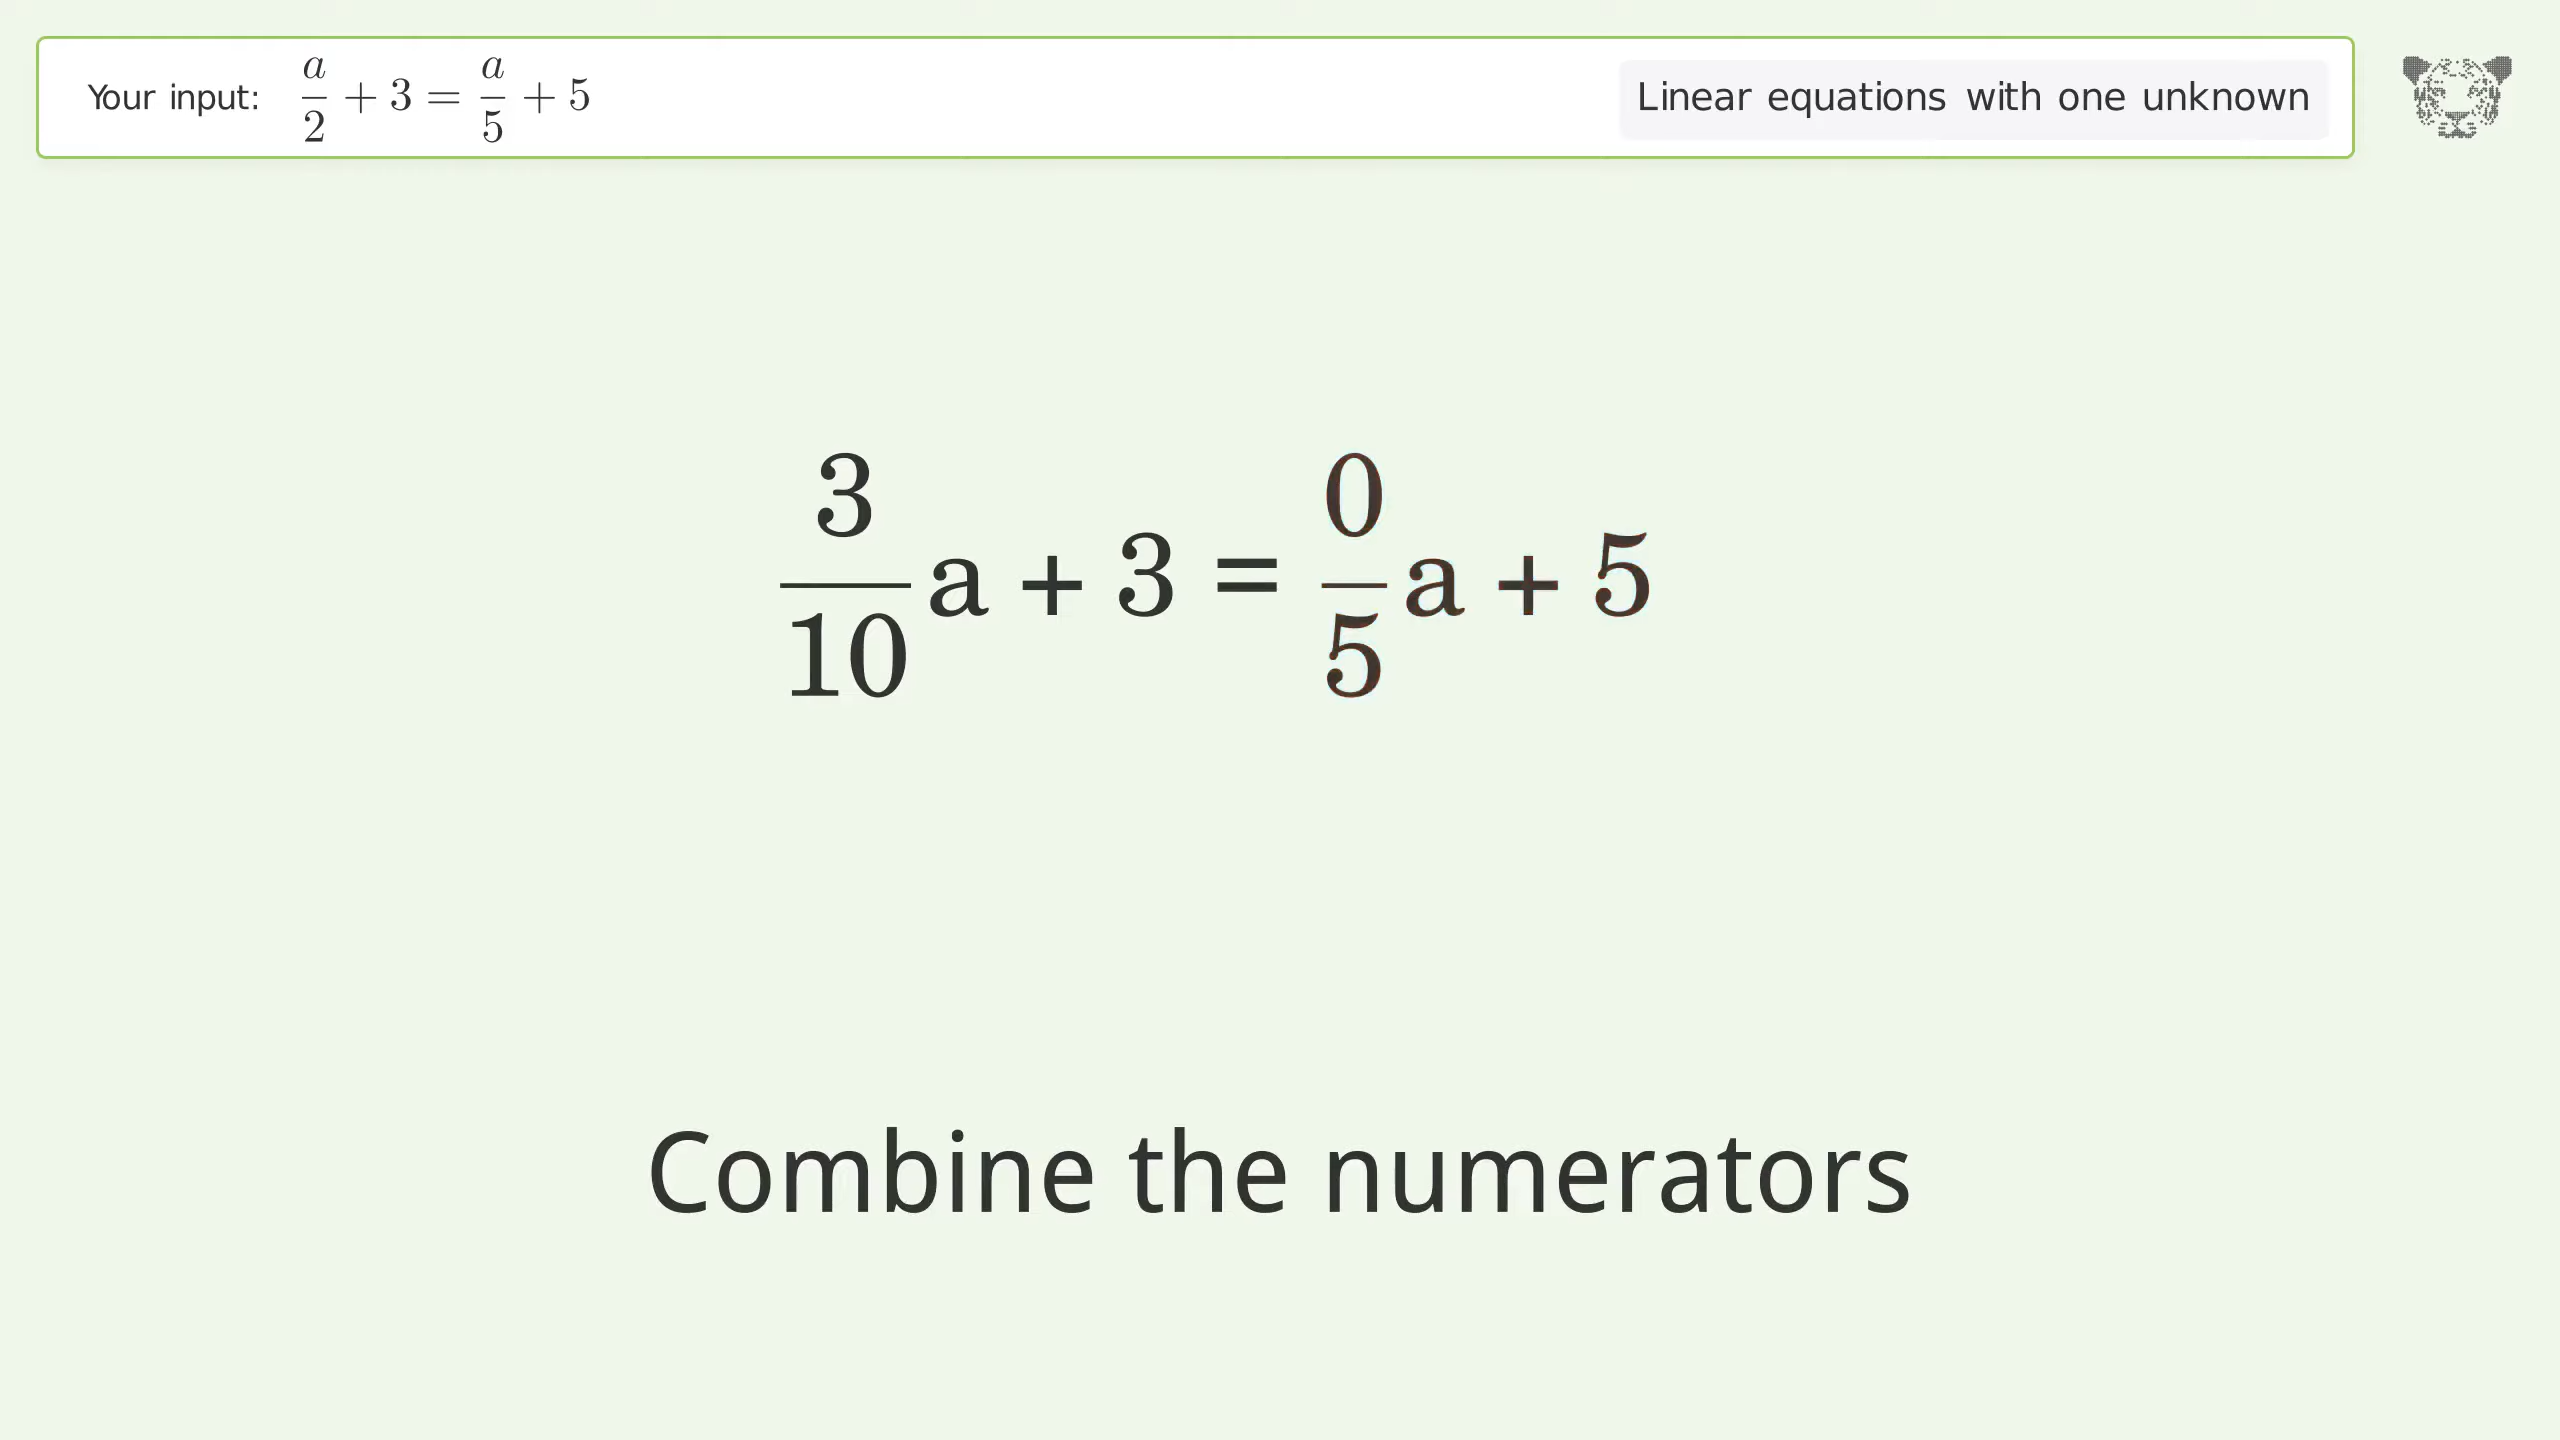 Your input: a/2 + 3 = a/5 + 5
Linear equations with one unknown
3/10 a + 3 = 0/5 a + 5
Combine the numerators